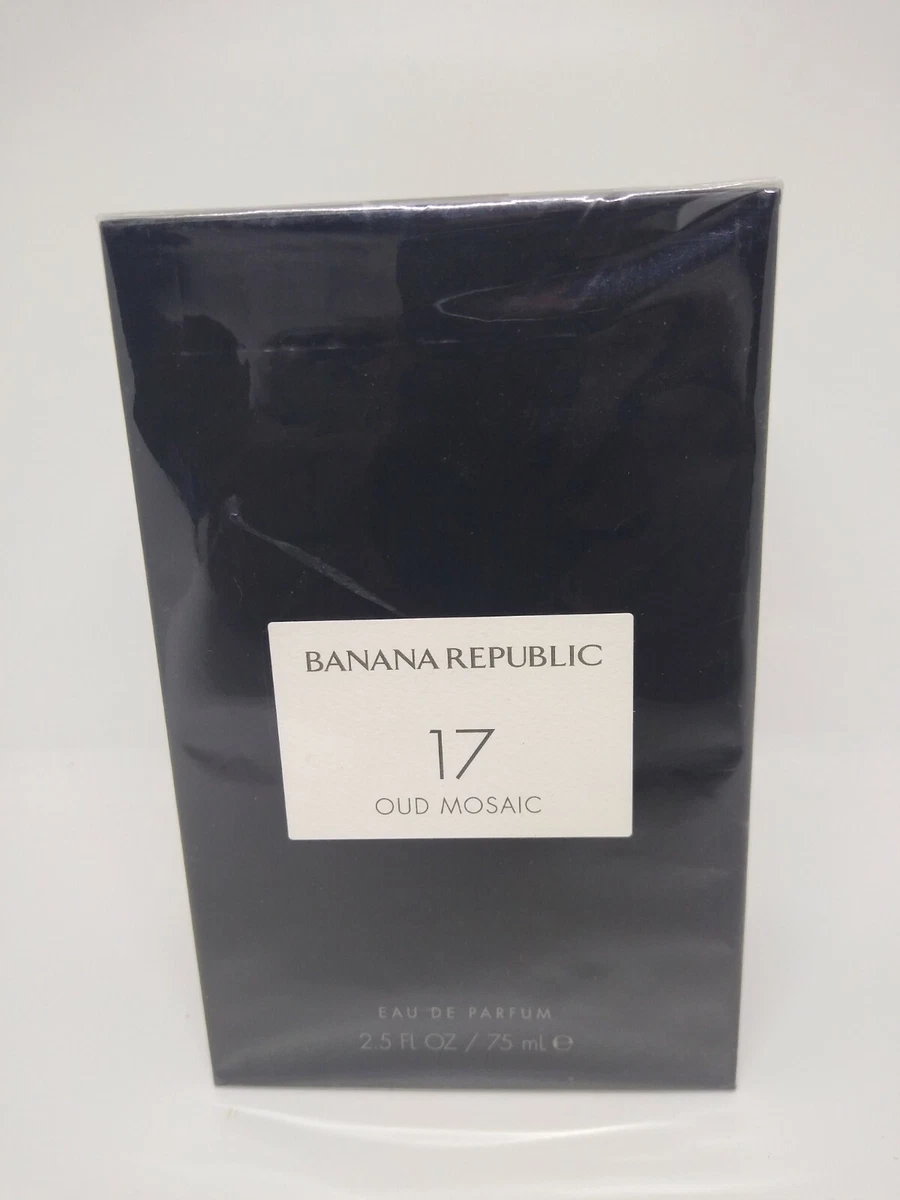 BANANA REPUBLIC
17
OUD MOSAIC
EAU DE PARFUM
2.5 FL OZ / 75 mL ℮